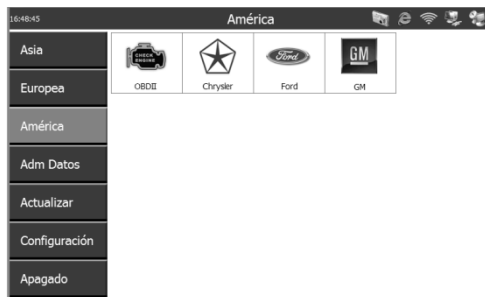 16:48:45
América
Asia
Europea
América
Adm Datos
Actualizar
Configuración
Apagado
CHECK
ENGINE
Ford
GM
OBDII
Chrysler
Ford
GM